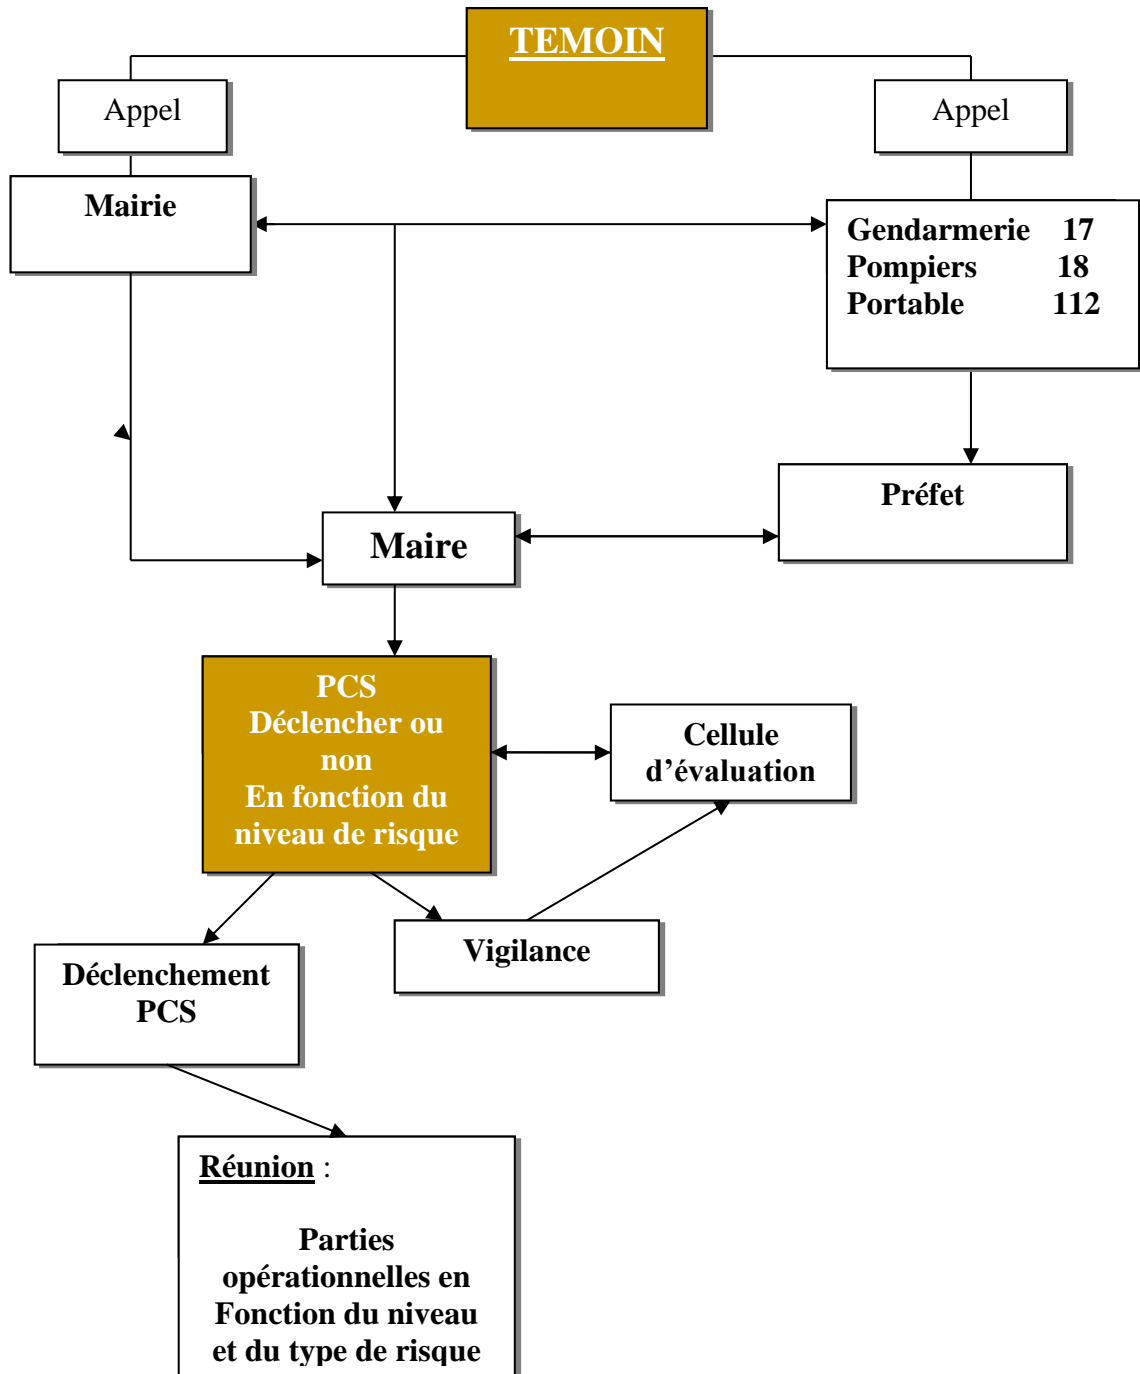 TEMOIN
Appel
Appel
Mairie
Gendarmerie 17
Pompiers 18
Portable 112
Préfet
Maire
PCS
Déclencher ou
non
En fonction du
niveau de risque
Cellule
d’évaluation
Vigilance
Déclenchement
PCS
Réunion :
Parties
opérationnelles en
Fonction du niveau
et du type de risque